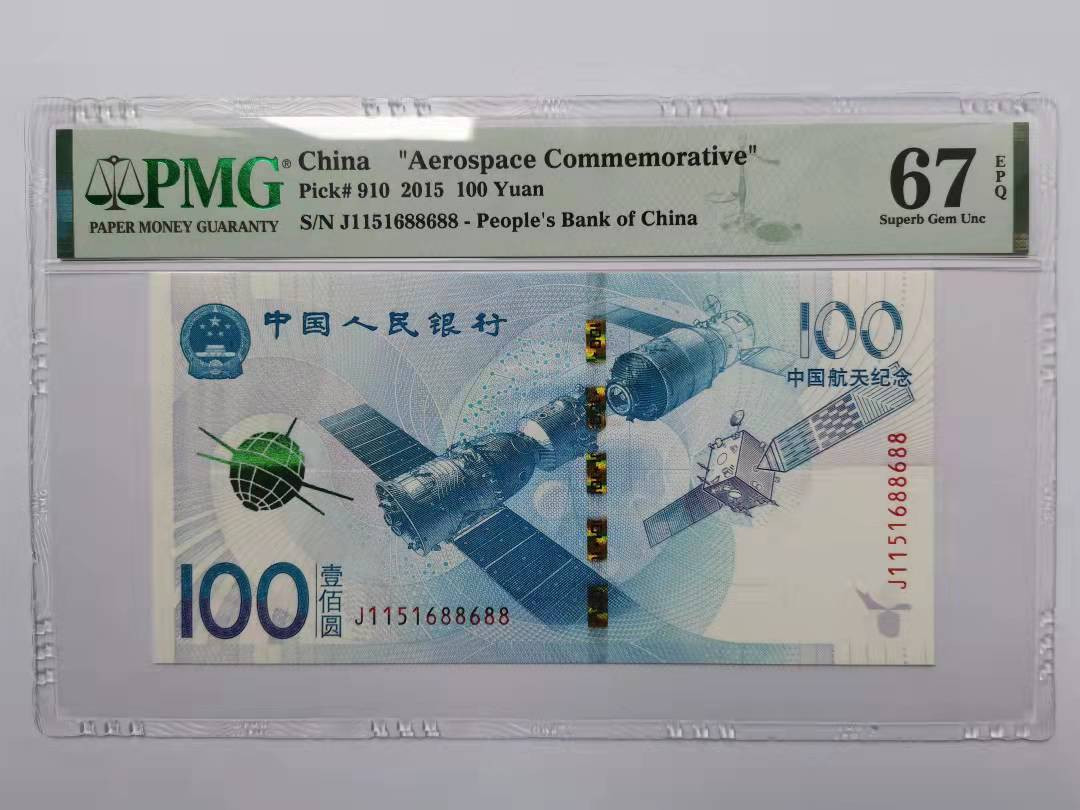 PMG®
PAPER MONEY GUARANTY
China "Aerospace Commemorative"
Pick# 910 2015 100 Yuan
S/N J1151688688 - People's Bank of China
67
EPQ
Superb Gem Unc
中国人民银行
100
中国航天纪念
J1151688688
100
壹佰圆
J1151688688